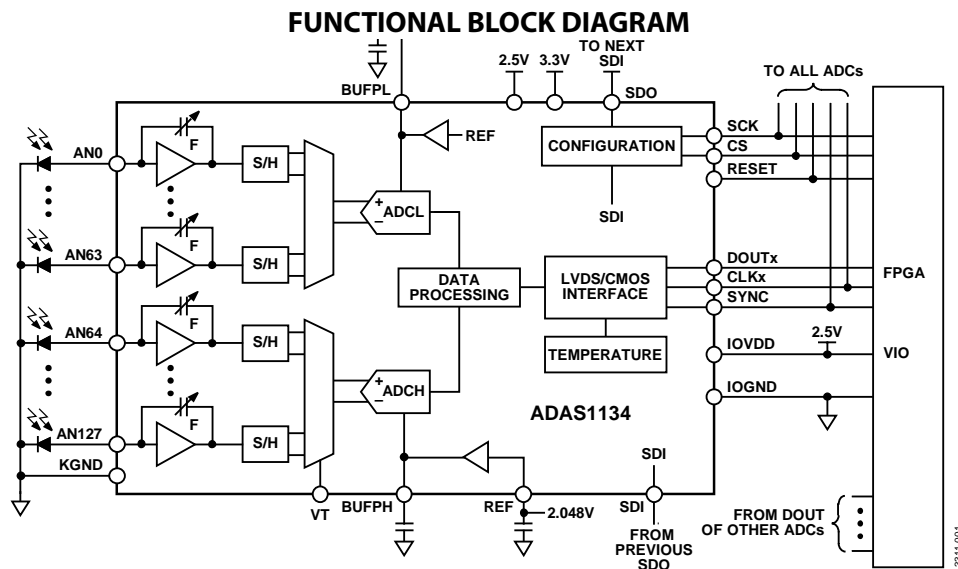 FUNCTIONAL BLOCK DIAGRAM
TO NEXT
SDI
2.5V
3.3V
BUFPL
SDO
TO ALL ADCs
REF
CONFIGURATION
SCK
CS
RESET
AN0
F
S/H
ADCL
+
–
SDI
AN63
F
S/H
DATA
PROCESSING
LVDS/CMOS
INTERFACE
DOUTx
CLKx
SYNC
FPGA
AN64
F
S/H
TEMPERATURE
2.5V
IOVDD
VIO
ADCH
+
–
IOGND
ADAS1134
AN127
F
S/H
KGND
SDI
VT
BUFPH
REF
SDI
2.048V
FROM
PREVIOUS
SDO
FROM DOUT
OF OTHER ADCs